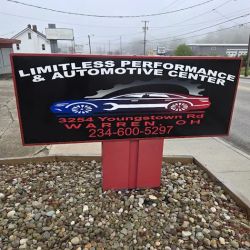 LIMITLESS PERFORMANCE
& AUTOMOTIVE CENTER
3254 Youngstown Rd
WARREN, OH
234-600-5297